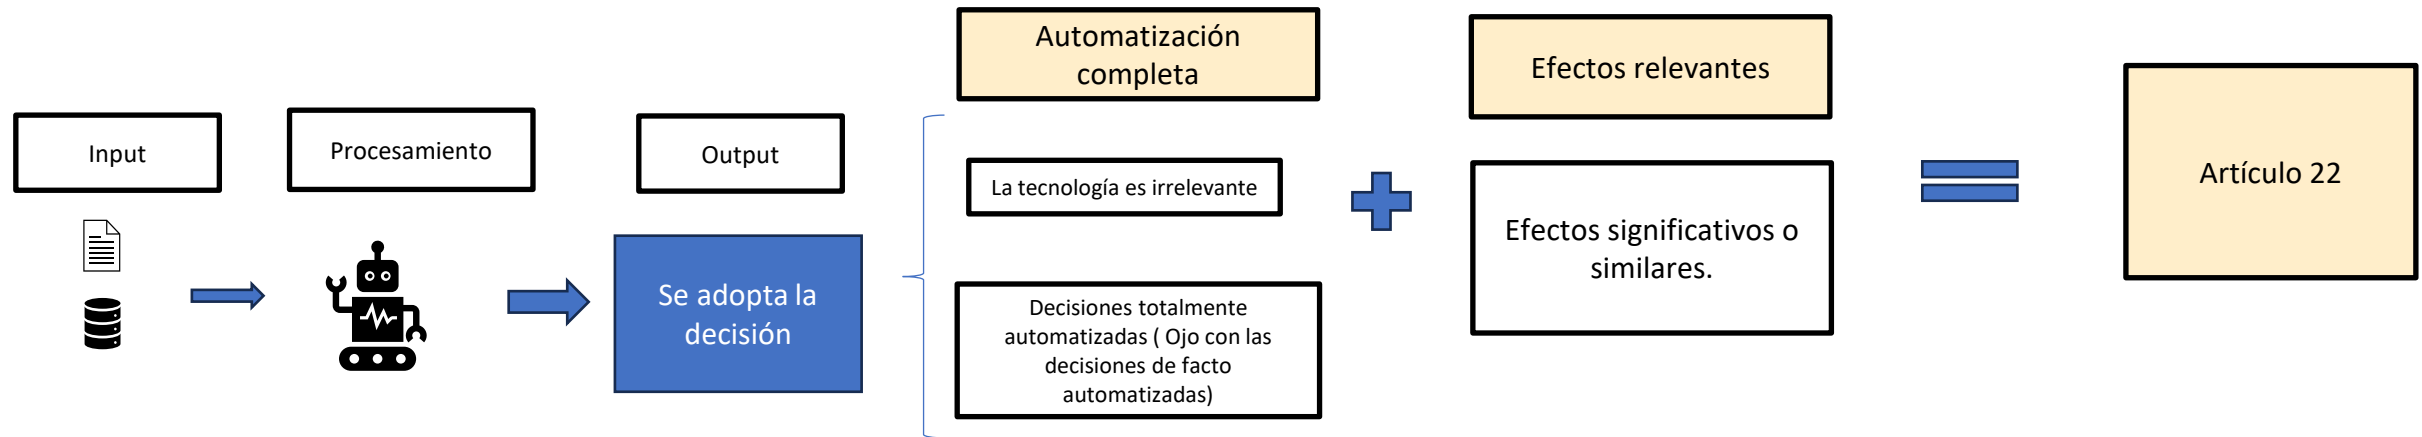 Input
Procesamiento
Output
Se adopta la
decisión
Automatización
completa
La tecnología es irrelevante
Decisiones totalmente
automatizadas ( Ojo con las
decisiones de facto
automatizadas)
Efectos relevantes
Efectos significativos o
similares.
Artículo 22